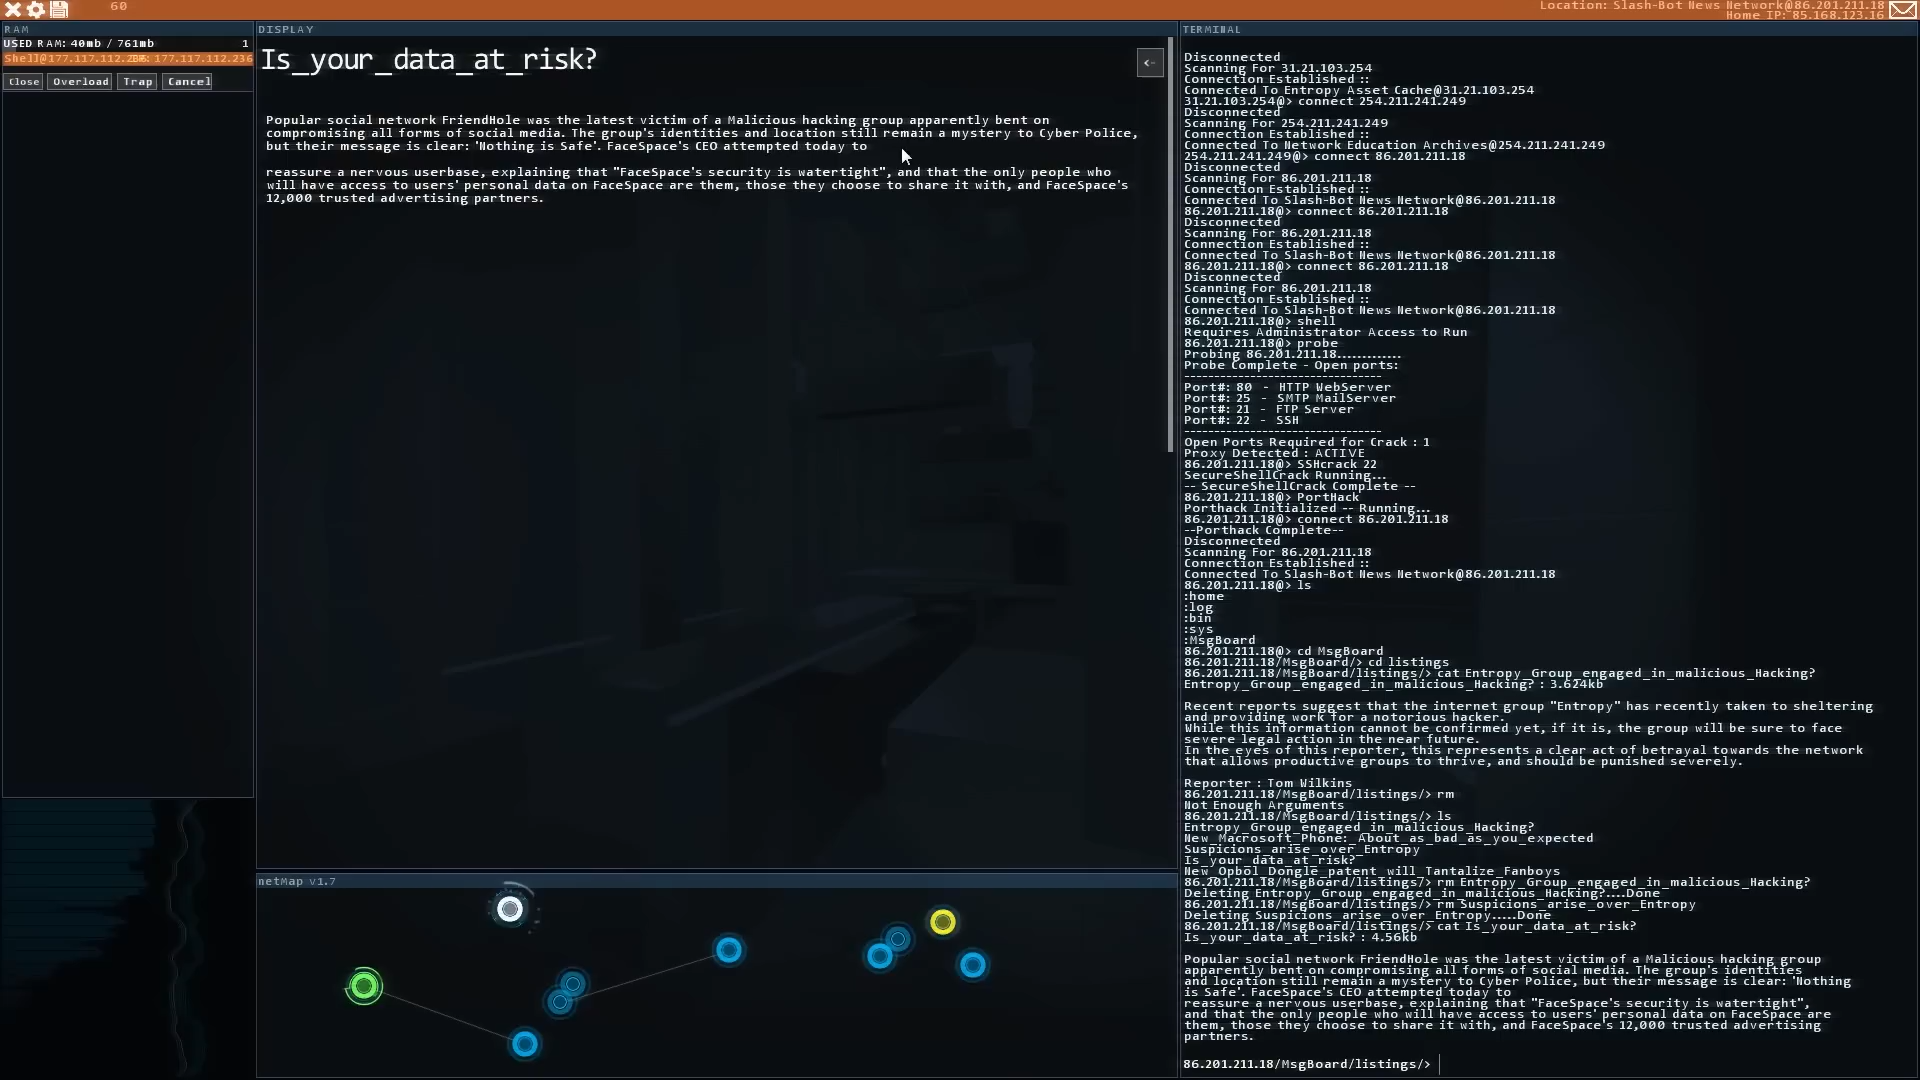 60
Location: Slash-Bot News Network@86.201.211.18
Home IP: 85.168.123.16
RAM
USED RAM: 40mb / 761mb 1
Shell@177.117.112.236 177.117.112.236
Close Overload Trap Cancel
DISPLAY
Is_your_data_at_risk?
<-
Popular social network FriendHole was the latest victim of a Malicious hacking group apparently bent on
compromising all forms of social media. The group's identities and location still remain a mystery to Cyber Police,
but their message is clear: 'Nothing is Safe'. FaceSpace's CEO attempted today to
reassure a nervous userbase, explaining that "FaceSpace's security is watertight", and that the only people who
will have access to users' personal data on FaceSpace are them, those they choose to share it with, and FaceSpace's
12,000 trusted advertising partners.
netMap v1.7
TERMINAL
Disconnected
Scanning For 31.21.103.254
Connection Established ::
Connected To Entropy Asset Cache@31.21.103.254
31.21.103.254@> connect 254.211.241.249
Disconnected
Scanning For 254.211.241.249
Connection Established ::
Connected To Network Education Archives@254.211.241.249
254.211.241.249@> connect 86.201.211.18
Disconnected
Scanning For 86.201.211.18
Connection Established ::
Connected To Slash-Bot News Network@86.201.211.18
86.201.211.18@> connect 86.201.211.18
Disconnected
Scanning For 86.201.211.18
Connection Established ::
Connected To Slash-Bot News Network@86.201.211.18
86.201.211.18@> connect 86.201.211.18
Disconnected
Scanning For 86.201.211.18
Connection Established ::
Connected To Slash-Bot News Network@86.201.211.18
86.201.211.18@> shell
Requires Administrator Access to Run
86.201.211.18@> probe
Probing 86.201.211.18.............
Probe Complete - Open ports:
---------------------------------
Port#: 80 - HTTP WebServer
Port#: 25 - SMTP MailServer
Port#: 21 - FTP Server
Port#: 22 - SSH
---------------------------------
Open Ports Required for Crack : 1
Proxy Detected : ACTIVE
86.201.211.18@> SSHcrack 22
SecureShellCrack Running...
-- SecureShellCrack Complete --
86.201.211.18@> PortHack
Porthack Initialized -- Running...
86.201.211.18@> connect 86.201.211.18
--Porthack Complete--
Disconnected
Scanning For 86.201.211.18
Connection Established ::
Connected To Slash-Bot News Network@86.201.211.18
86.201.211.18@> ls
:home
:log
:bin
:sys
:MsgBoard
86.201.211.18@> cd MsgBoard
86.201.211.18/MsgBoard/> cd listings
86.201.211.18/MsgBoard/listings/> cat Entropy_Group_engaged_in_malicious_Hacking?
Entropy_Group_engaged_in_malicious_Hacking? : 3.624kb
Recent reports suggest that the internet group "Entropy" has recently taken to sheltering
and providing work for a notorious hacker.
While this information cannot be confirmed yet, if it is, the group will be sure to face
severe legal action in the near future.
In the eyes of this reporter, this represents a clear act of betrayal towards the network
that allows productive groups to thrive, and should be punished severely.
Reporter : Tom Wilkins
86.201.211.18/MsgBoard/listings/> rm
Not Enough Arguments
86.201.211.18/MsgBoard/listings/> ls
Entropy_Group_engaged_in_malicious_Hacking?
New_Macrosoft_Phone:_About_as_bad_as_you_expected
Suspicions_arise_over_Entropy
Is_your_data_at_risk?
New_Opbol_Dongle_patent_will_Tantalize_Fanboys
86.201.211.18/MsgBoard/listings/> rm Entropy_Group_engaged_in_malicious_Hacking?
Deleting Entropy_Group_engaged_in_malicious_Hacking?.....Done
86.201.211.18/MsgBoard/listings/> rm Suspicions_arise_over_Entropy
Deleting Suspicions_arise_over_Entropy.....Done
86.201.211.18/MsgBoard/listings/> cat Is_your_data_at_risk?
Is_your_data_at_risk? : 4.56kb
Popular social network FriendHole was the latest victim of a Malicious hacking group
apparently bent on compromising all forms of social media. The group's identities
and location still remain a mystery to Cyber Police, but their message is clear: 'Nothing
is Safe'. FaceSpace's CEO attempted today to
reassure a nervous userbase, explaining that "FaceSpace's security is watertight",
and that the only people who will have access to users' personal data on FaceSpace are
them, those they choose to share it with, and FaceSpace's 12,000 trusted advertising
partners.
86.201.211.18/MsgBoard/listings/>